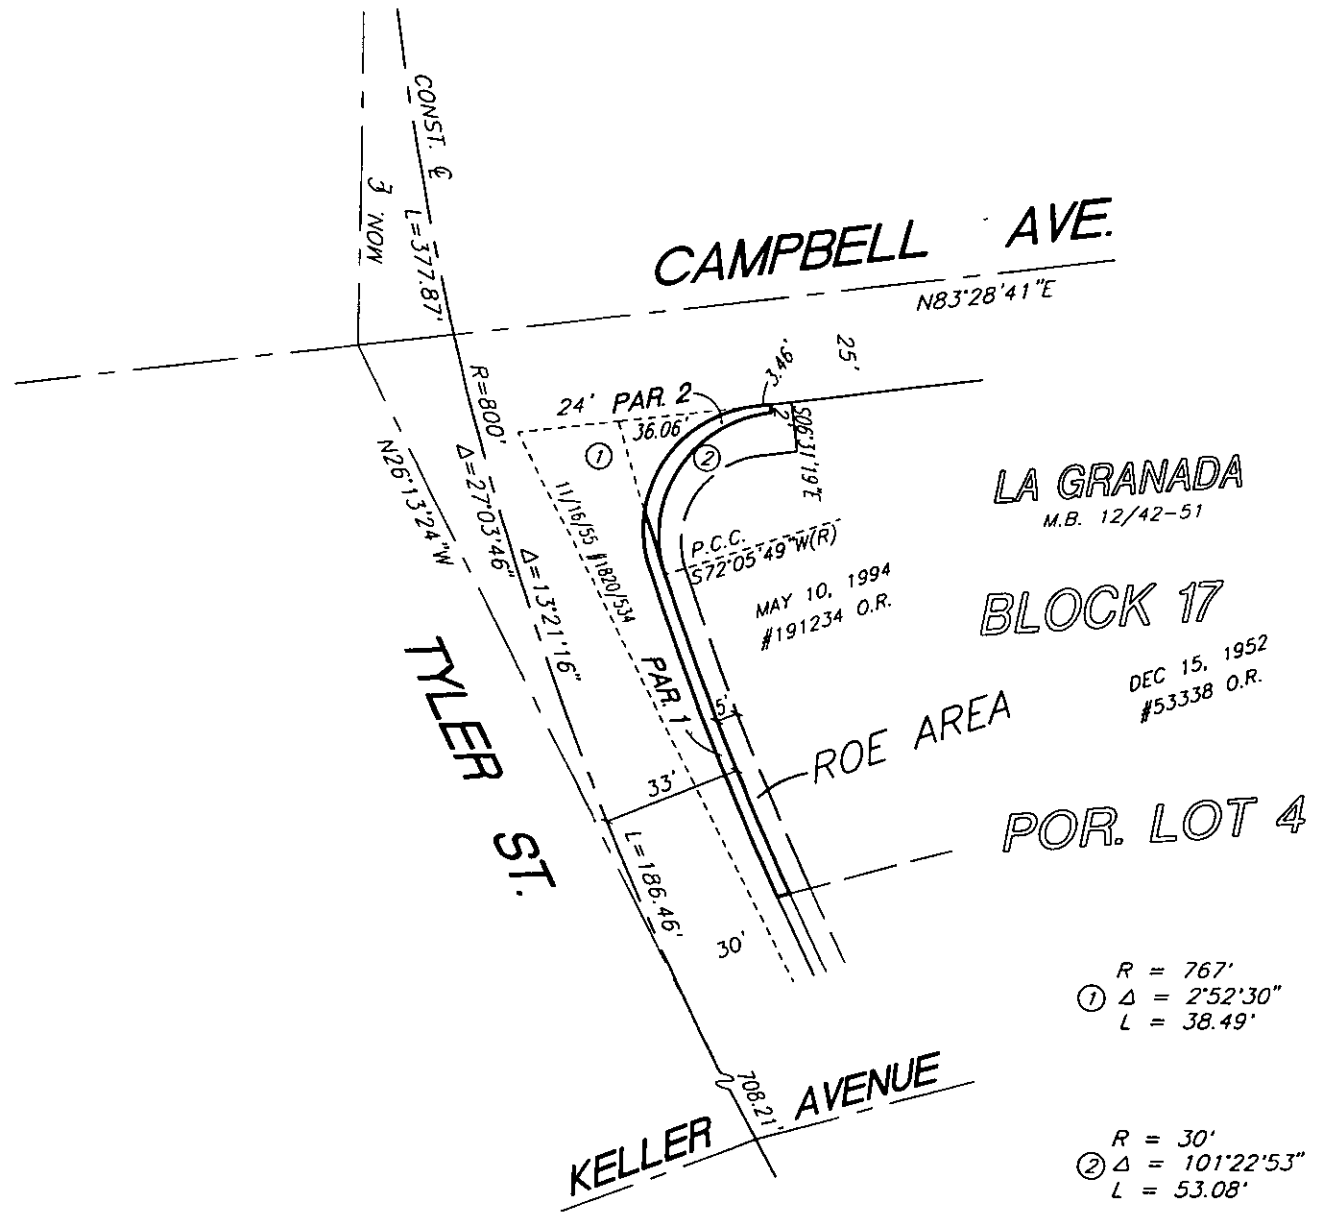 CONST. ℄
L=377.87'
3' NOW
CAMPBELL AVE.
N83°28'41"E
25'
3.46'
24' PAR. 2
36.06'
2'
S06°31'19"E
R=800'
Δ=27°03'46"
Δ=13°21'16"
N26°13'24"W
①
②
11/16/55 #1820/534
P.C.C.
S72°05'49"W(R)
MAY 10, 1994
#191234 O.R.
LA GRANADA
M.B. 12/42-51
BLOCK 17
DEC 15, 1952
#53338 O.R.
TYLER ST.
PAR. 1
5'
ROE AREA
33'
L=186.46'
30'
POR. LOT 4
① R = 767'
Δ = 2°52'30"
L = 38.49'
708.21'
KELLER AVENUE
② R = 30'
Δ = 101°22'53"
L = 53.08'